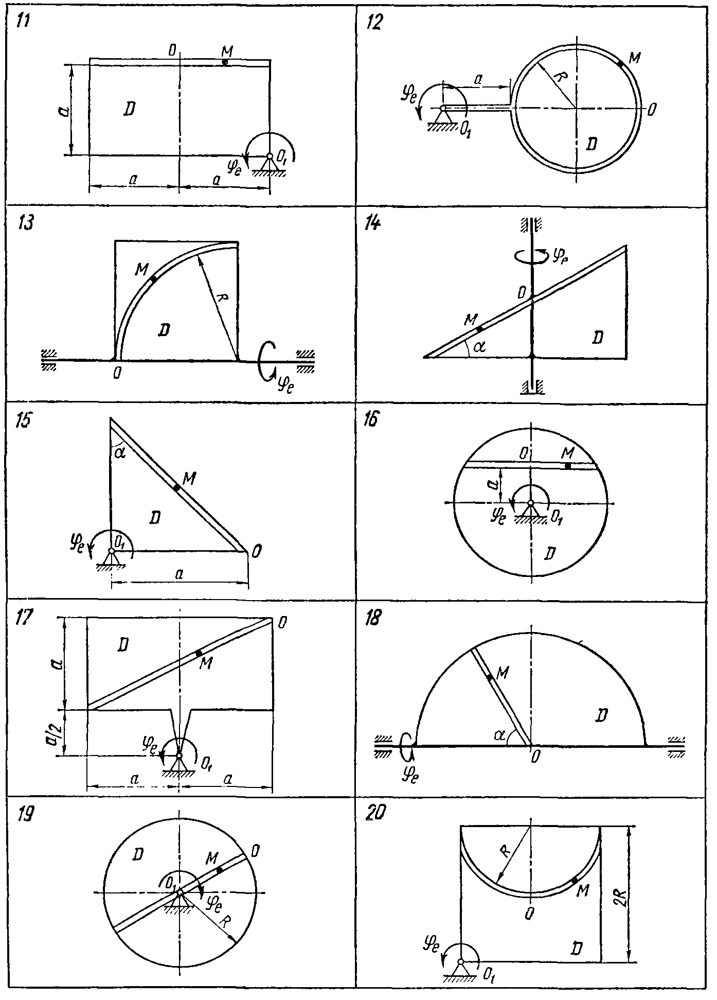 11
O M
a
D
φe O₁
a a
12
M
a R
φe
O₁ O
D
13
M
R
D
O φe
14
φe
O
M
α D
15
α
M
D
φe O₁ O
a
16
O M
a
φe O₁
D
17
O
D
a M
a/2
φe O₁
a a
18
M
D
α
O
φe
19
D O
M
O₁
φe
R
20
R
M
2R
O
φe
D
O₁